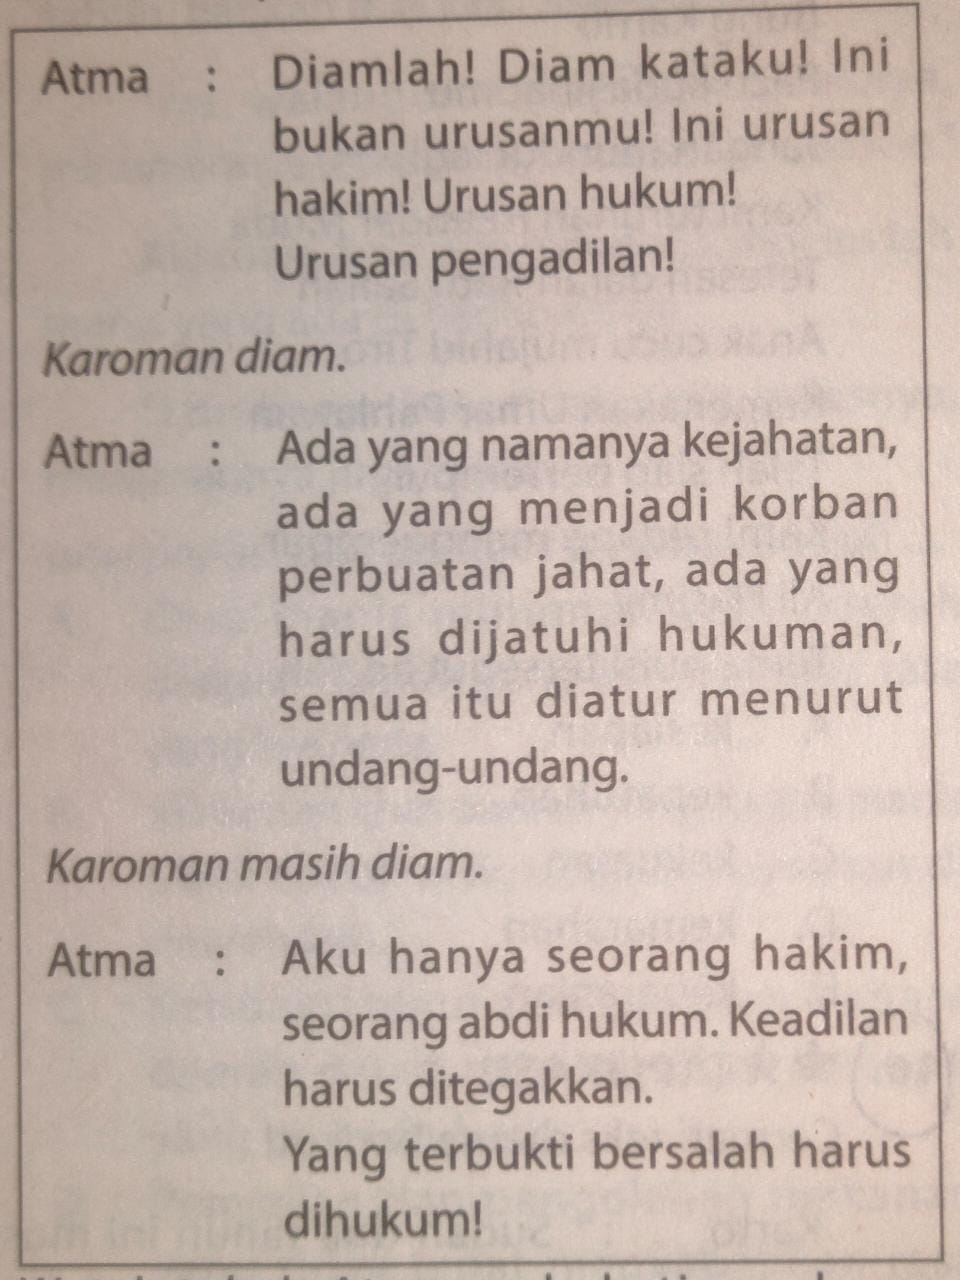 Atma : Diamlah! Diam kataku! Ini
bukan urusanmu! Ini urusan
hakim! Urusan hukum!
Urusan pengadilan!
Karoman diam.
Atma : Ada yang namanya kejahatan,
ada yang menjadi korban
perbuatan jahat, ada yang
harus dijatuhi hukuman,
semua itu diatur menurut
undang-undang.
Karoman masih diam.
Atma : Aku hanya seorang hakim,
seorang abdi hukum. Keadilan
harus ditegakkan.
Yang terbukti bersalah harus
dihukum!